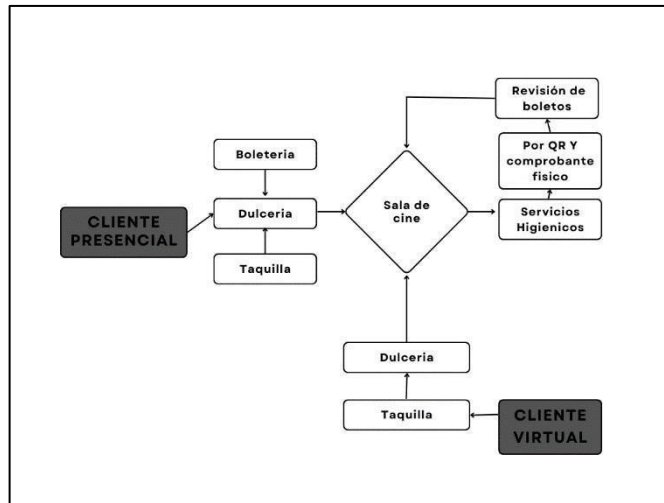 Revisión de
boletos
Boleteria
Por QR Y
comprobante
fisico
Dulceria
Sala de
cine
Servicios
Higienicos
CLIENTE
PRESENCIAL
Taquilla
Dulceria
Taquilla
CLIENTE
VIRTUAL